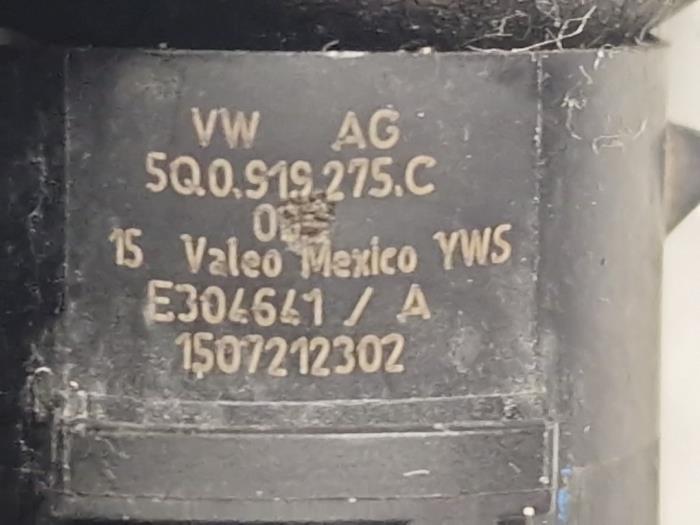 VW AG
5Q0.919.275.C
15 Valeo Mexico YWS
E304641 / A
1507212302